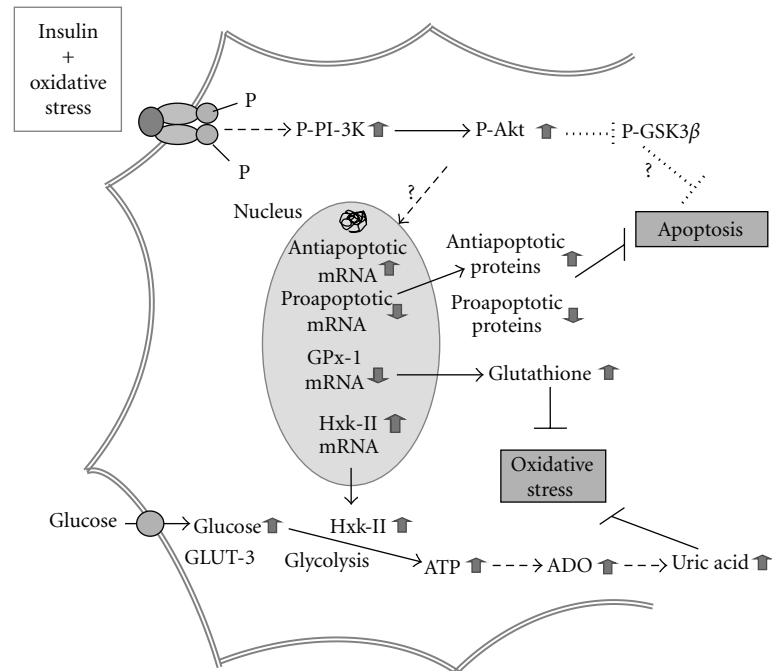 Insulin
+
oxidative
stress
P
P
P-PI-3K
P-Akt
P-GSK3β
?
?
Nucleus
Apoptosis
Antiapoptotic
mRNA
Proapoptotic
mRNA
Antiapoptotic
proteins
Proapoptotic
proteins
GPx-1
mRNA
Glutathione
Hxk-II
mRNA
Oxidative
stress
Glucose
Glucose
GLUT-3
Hxk-II
Glycolysis
ATP
ADO
Uric acid